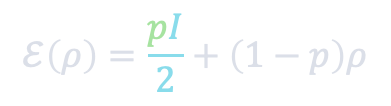 ℰ(ρ) = pI/2 + (1 − p)ρ